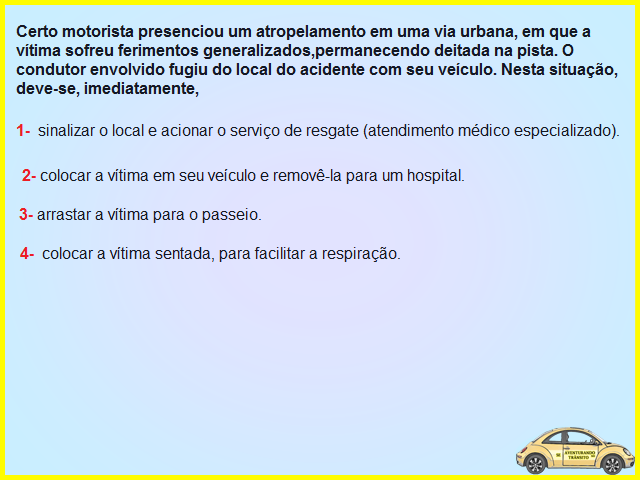 Certo motorista presenciou um atropelamento em uma via urbana, em que a
vítima sofreu ferimentos generalizados,permanecendo deitada na pista. O
condutor envolvido fugiu do local do acidente com seu veículo. Nesta situação,
deve-se, imediatamente,
1- sinalizar o local e acionar o serviço de resgate (atendimento médico especializado).
2- colocar a vítima em seu veículo e removê-la para um hospital.
3- arrastar a vítima para o passeio.
4- colocar a vítima sentada, para facilitar a respiração.
AVENTURANDO
TRÂNSITO